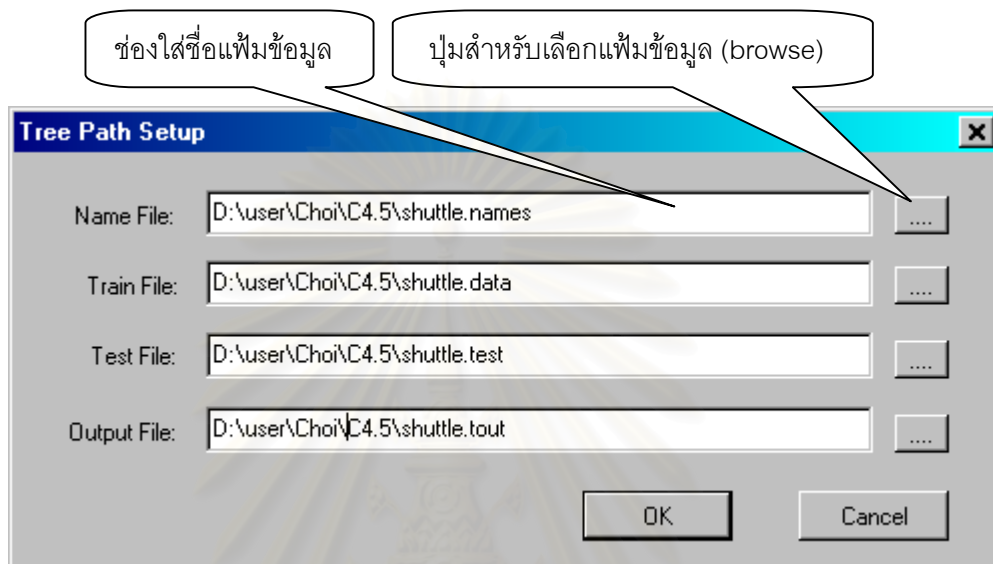 ช่องใส่ชื่อแฟ้มข้อมูล
ปุ่มสำหรับเลือกแฟ้มข้อมูล (browse)
Tree Path Setup
Name File: D:\user\Choi\C4.5\shuttle.names ....
Train File: D:\user\Choi\C4.5\shuttle.data ....
Test File: D:\user\Choi\C4.5\shuttle.test ....
Output File: D:\user\Choi\C4.5\shuttle.tout ....
OK Cancel